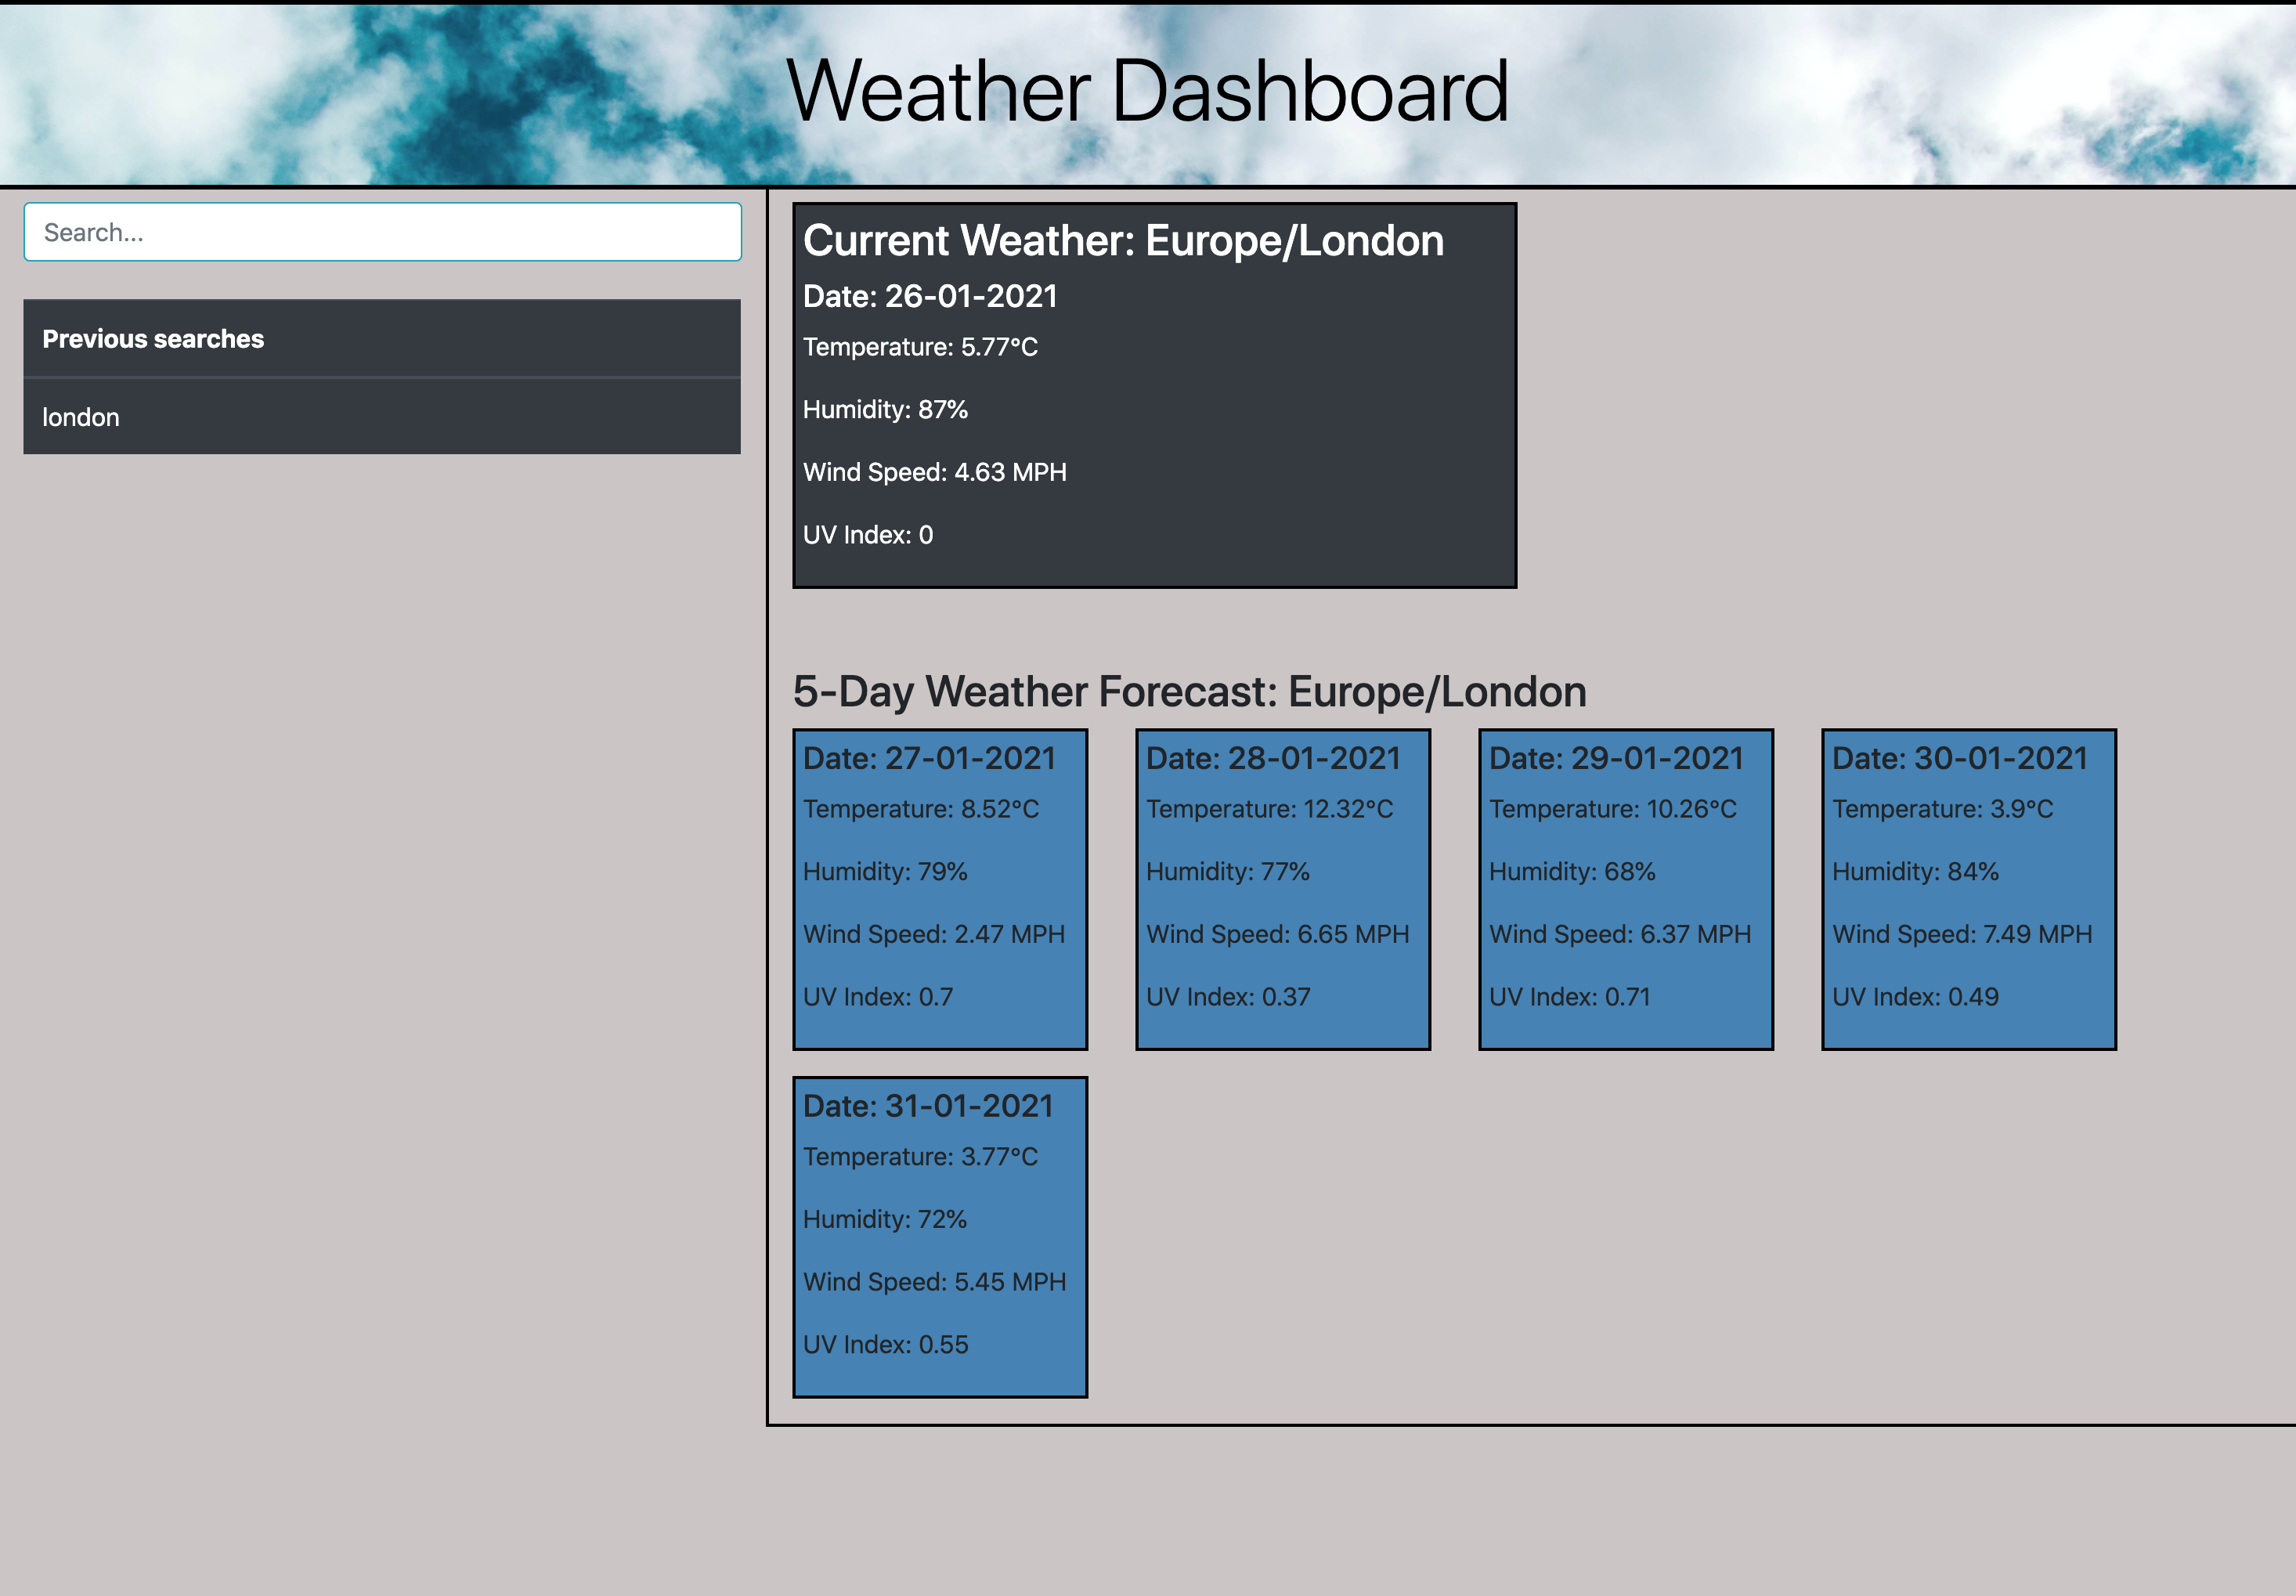 Weather Dashboard
Search...
Previous searches
london
Current Weather: Europe/London
Date: 26-01-2021
Temperature: 5.77°C
Humidity: 87%
Wind Speed: 4.63 MPH
UV Index: 0
5-Day Weather Forecast: Europe/London
Date: 27-01-2021
Temperature: 8.52°C
Humidity: 79%
Wind Speed: 2.47 MPH
UV Index: 0.7
Date: 28-01-2021
Temperature: 12.32°C
Humidity: 77%
Wind Speed: 6.65 MPH
UV Index: 0.37
Date: 29-01-2021
Temperature: 10.26°C
Humidity: 68%
Wind Speed: 6.37 MPH
UV Index: 0.71
Date: 30-01-2021
Temperature: 3.9°C
Humidity: 84%
Wind Speed: 7.49 MPH
UV Index: 0.49
Date: 31-01-2021
Temperature: 3.77°C
Humidity: 72%
Wind Speed: 5.45 MPH
UV Index: 0.55